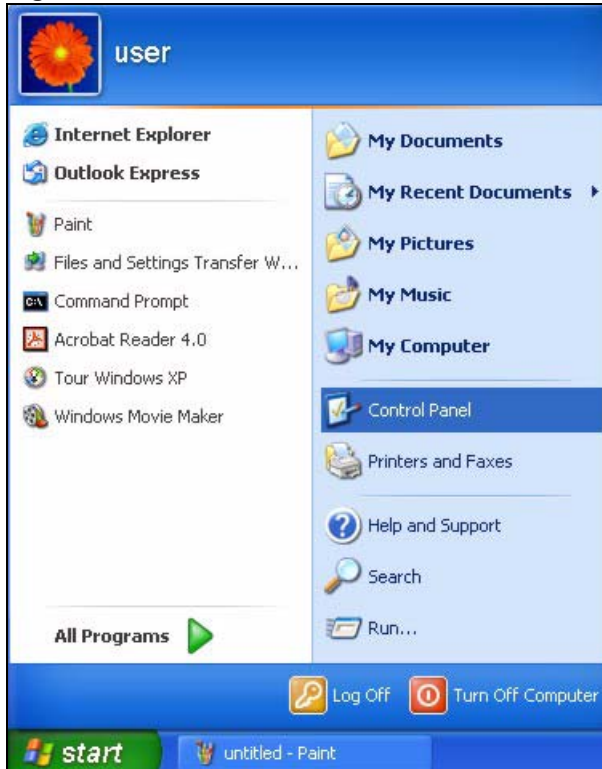 user
Internet Explorer
Outlook Express
Paint
Files and Settings Transfer W...
Command Prompt
Acrobat Reader 4.0
Tour Windows XP
Windows Movie Maker
All Programs
My Documents
My Recent Documents
My Pictures
My Music
My Computer
Control Panel
Printers and Faxes
Help and Support
Search
Run...
Log Off
Turn Off Computer
start
untitled - Paint